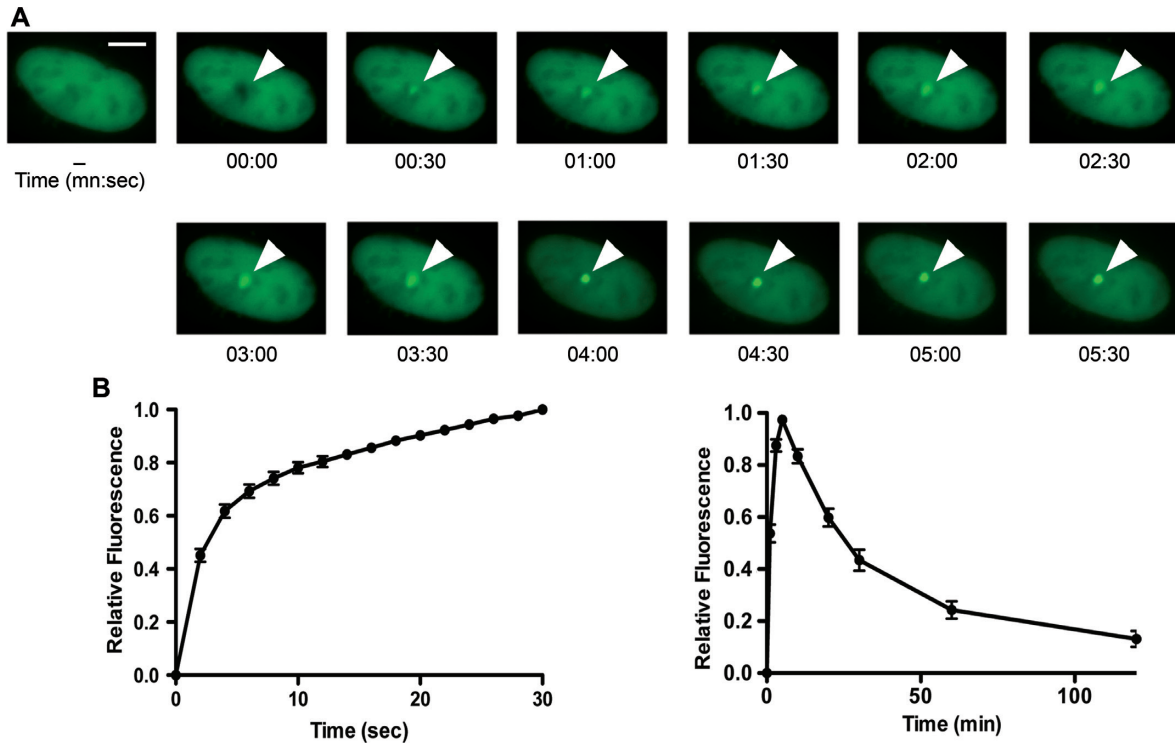 A
00:00 00:30 01:00 01:30 02:00 02:30
Time (mn:sec)
03:00 03:30 04:00 04:30 05:00 05:30
B
Relative Fluorescence
1.0
0.8
0.6
0.4
0.2
0.0
0 10 20 30
Time (sec)
Relative Fluorescence
1.0
0.8
0.6
0.4
0.2
0.0
0 50 100
Time (min)